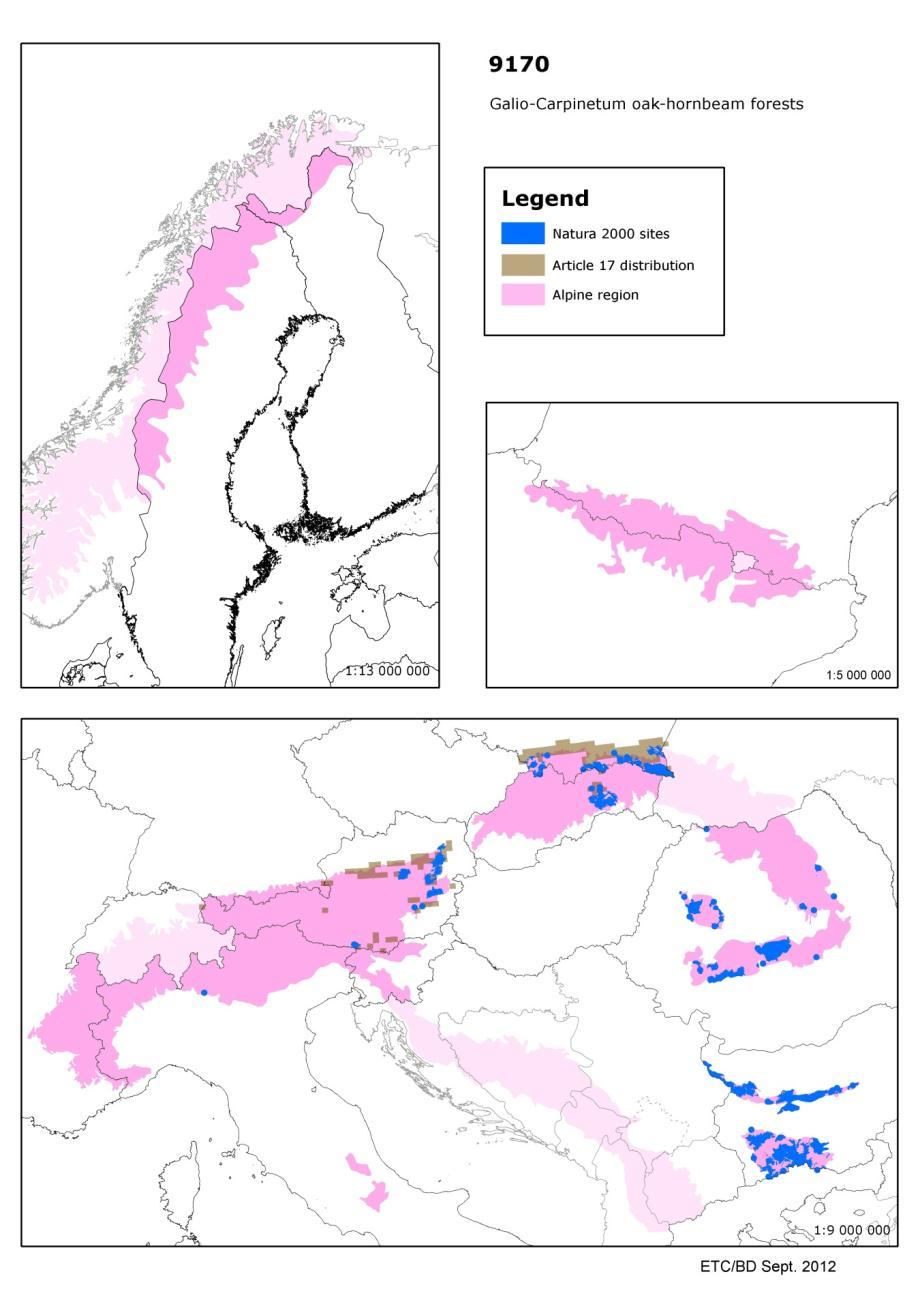 9170
Galio-Carpinetum oak-hornbeam forests
Legend
Natura 2000 sites
Article 17 distribution
Alpine region
1:13 000 000
1:5 000 000
1:9 000 000
ETC/BD Sept. 2012